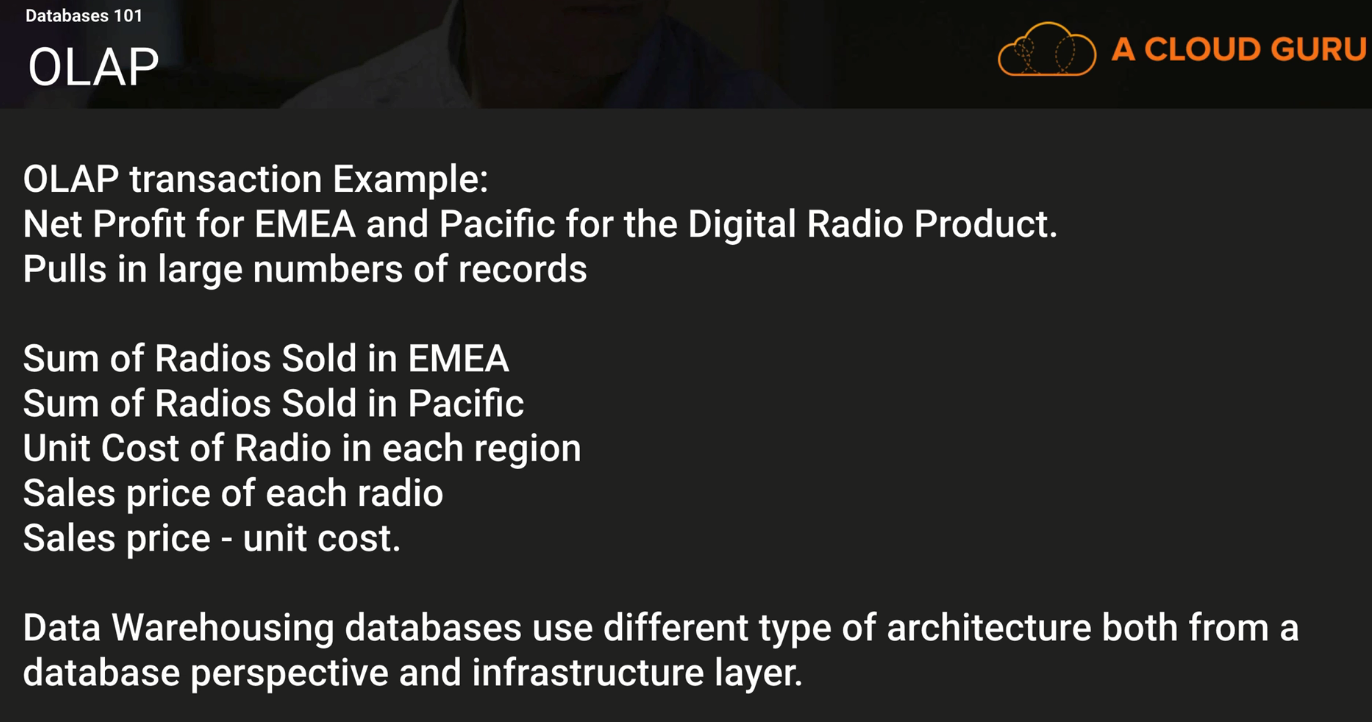 Databases 101
OLAP
A CLOUD GURU
OLAP transaction Example:
Net Profit for EMEA and Pacific for the Digital Radio Product.
Pulls in large numbers of records
Sum of Radios Sold in EMEA
Sum of Radios Sold in Pacific
Unit Cost of Radio in each region
Sales price of each radio
Sales price - unit cost.
Data Warehousing databases use different type of architecture both from a
database perspective and infrastructure layer.